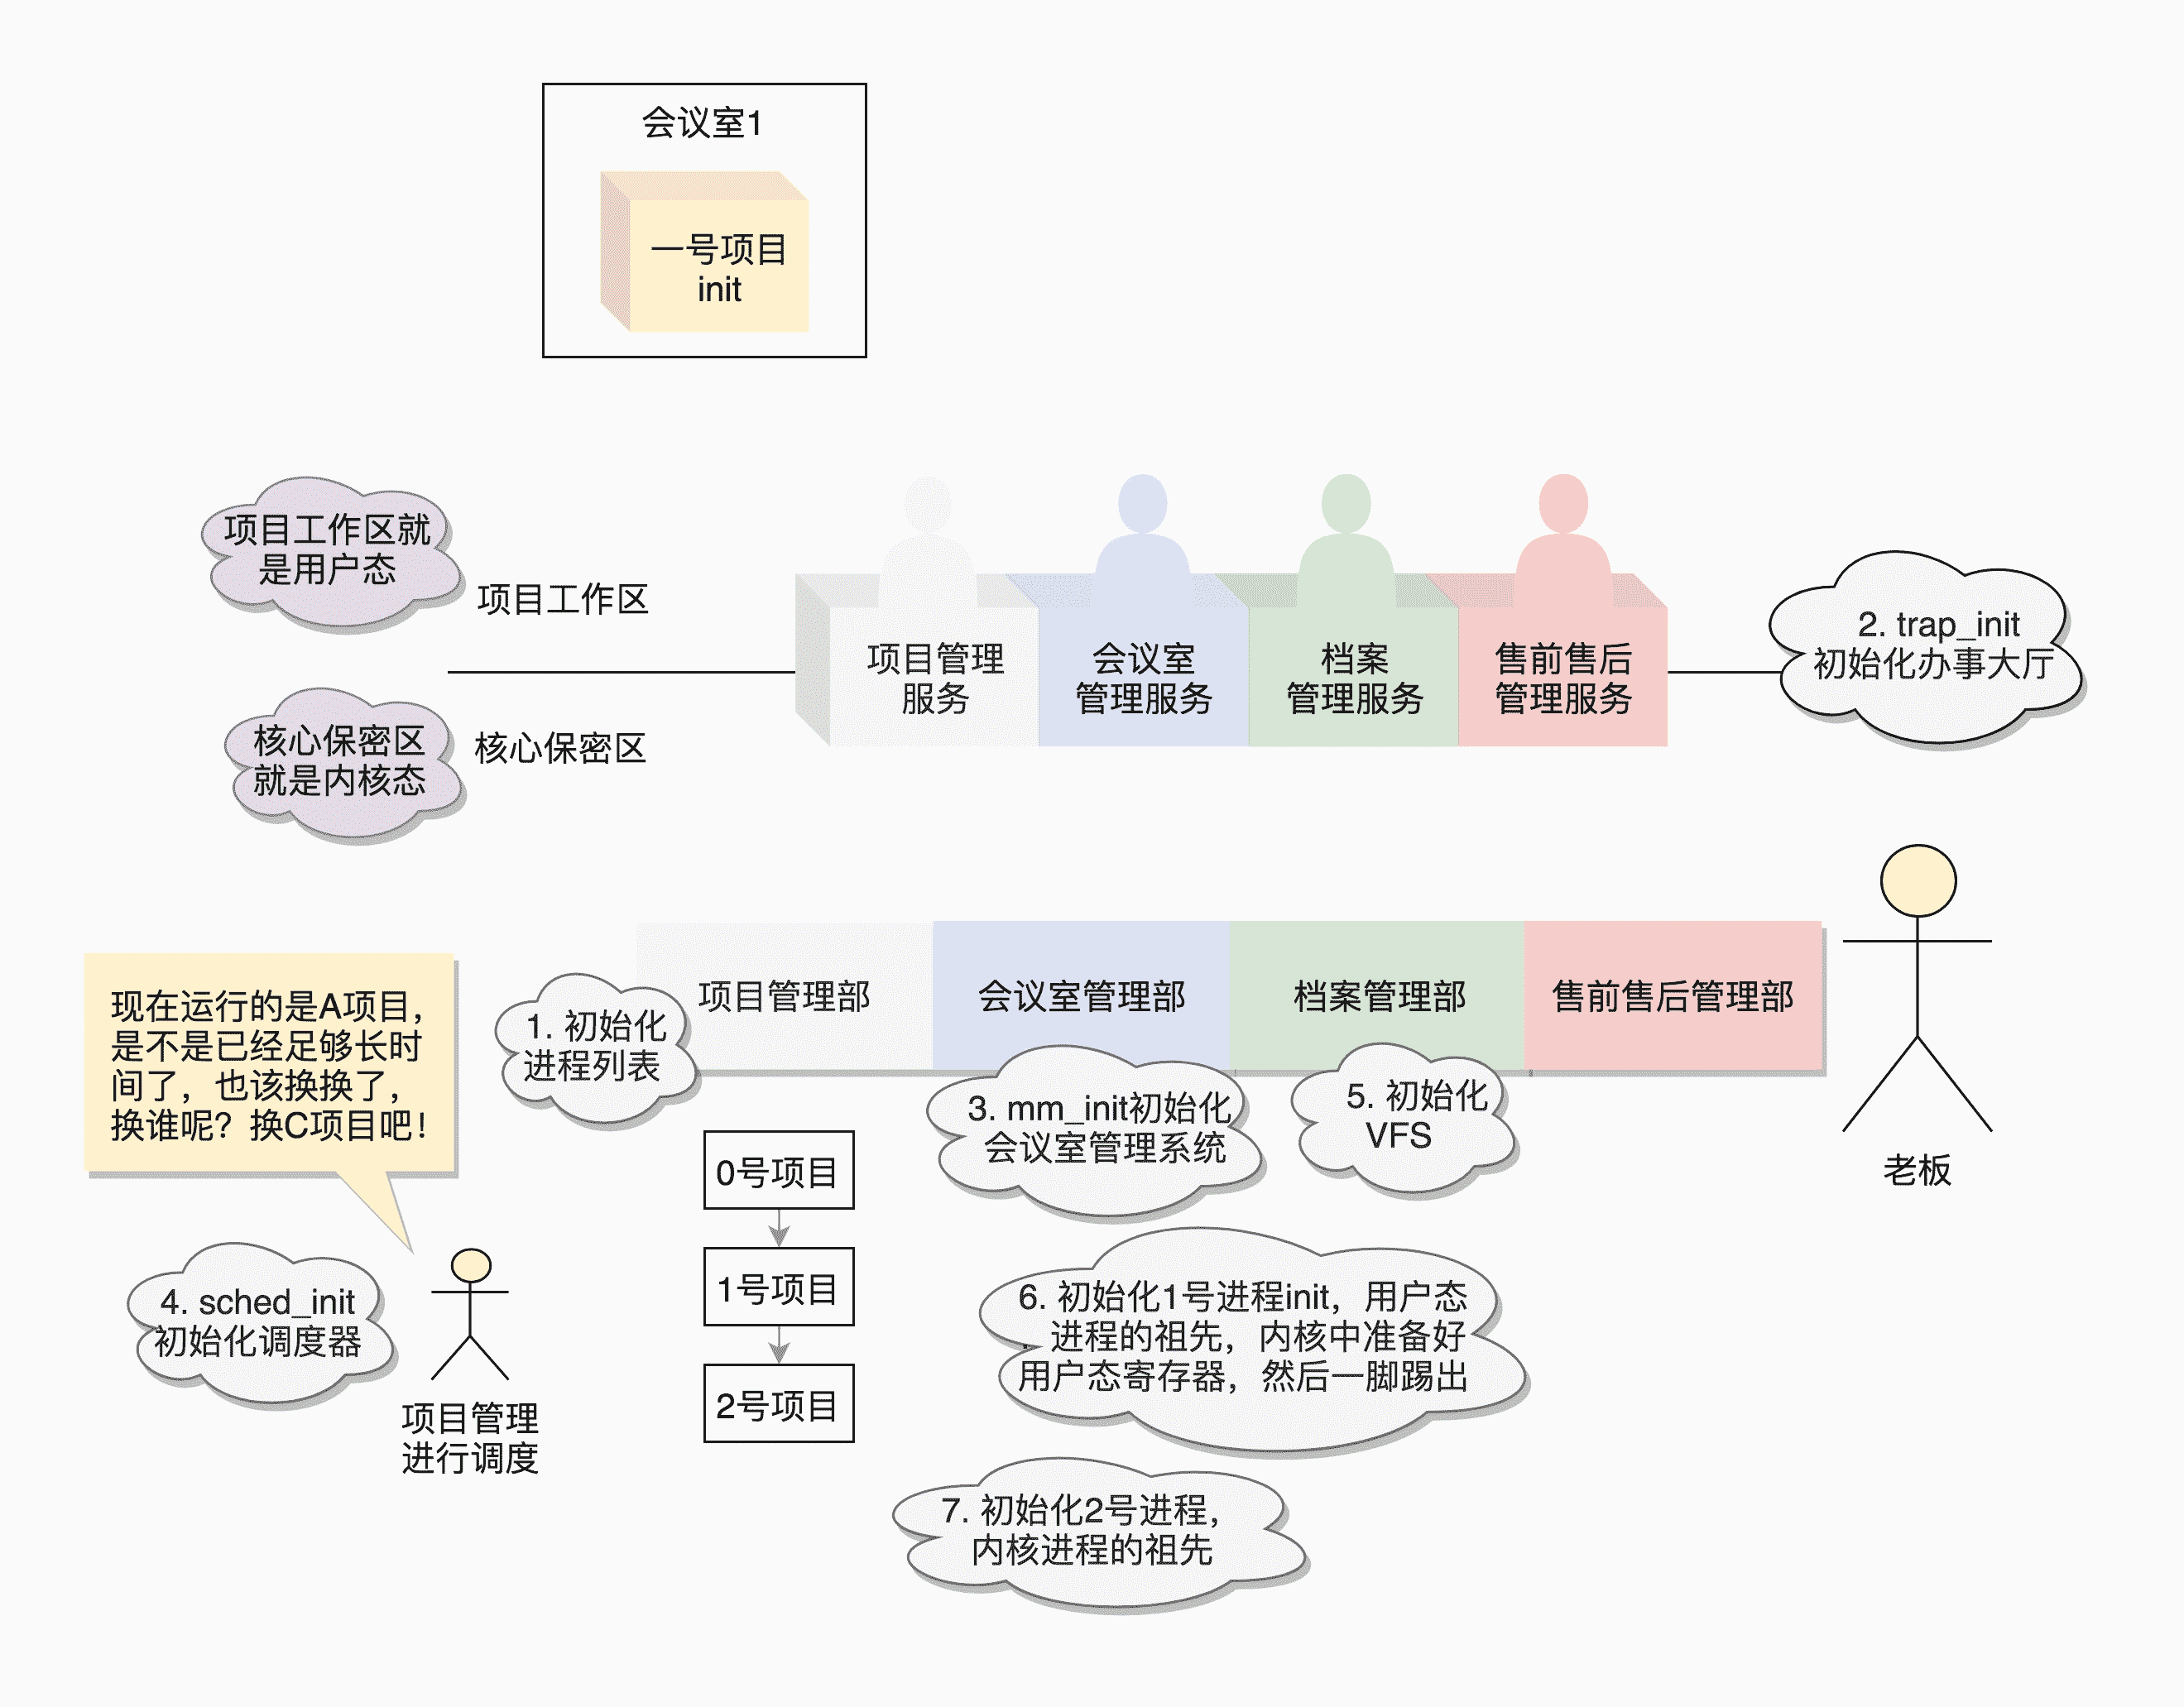 会议室1
一号项目
init
项目工作区就
是用户态
项目工作区
核心保密区
就是内核态
核心保密区
项目管理
服务
会议室
管理服务
档案
管理服务
售前售后
管理服务
2. trap_init
初始化办事大厅
项目管理部
会议室管理部
档案管理部
售前售后管理部
老板
现在运行的是A项目，
是不是已经足够长时
间了，也该换换了，
换谁呢？换C项目吧！
1. 初始化
进程列表
3. mm_init初始化
会议室管理系统
5. 初始化
VFS
4. sched_init
初始化调度器
项目管理
进行调度
0号项目
1号项目
2号项目
6. 初始化1号进程init，用户态
进程的祖先，内核中准备好
用户态寄存器，然后一脚踢出
7. 初始化2号进程，
内核进程的祖先